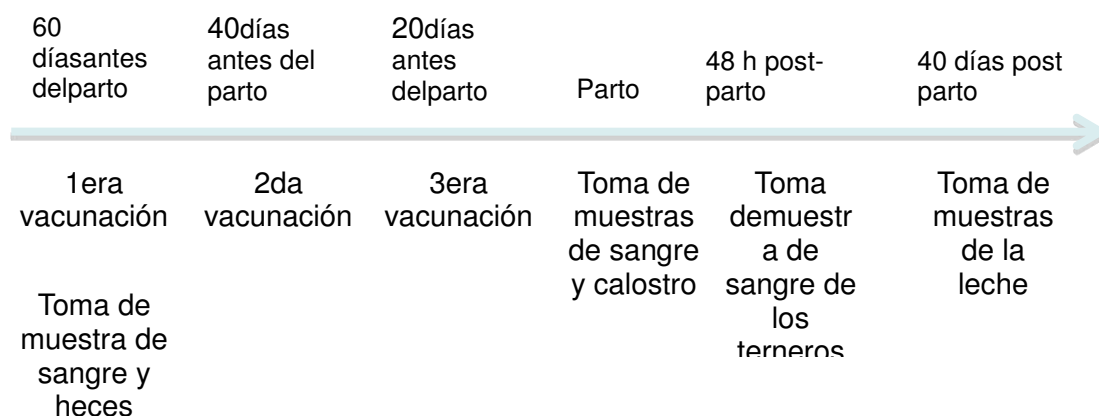 60
díasantes
delparto
40días
antes del
parto
20días
antes
delparto
Parto
48 h post-
parto
40 días post
parto
1era
vacunación
2da
vacunación
3era
vacunación
Toma de
muestras
de sangre
y calostro
Toma
demuestr
a de
sangre de
los
terneros
Toma de
muestras
de la
leche
Toma de
muestra de
sangre y
heces